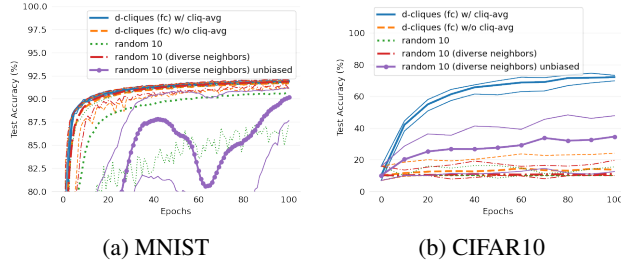 100.0
97.5
95.0
92.5
90.0
87.5
85.0
82.5
80.0
Test Accuracy (%)
d-cliques (fc) w/ cliq-avg
d-cliques (fc) w/o cliq-avg
random 10
random 10 (diverse neighbors)
random 10 (diverse neighbors) unbiased
0 20 40 60 80 100
Epochs
(a) MNIST
100
80
60
40
20
0
Test Accuracy (%)
d-cliques (fc) w/ cliq-avg
d-cliques (fc) w/o cliq-avg
random 10
random 10 (diverse neighbors)
random 10 (diverse neighbors) unbiased
0 20 40 60 80 100
Epochs
(b) CIFAR10